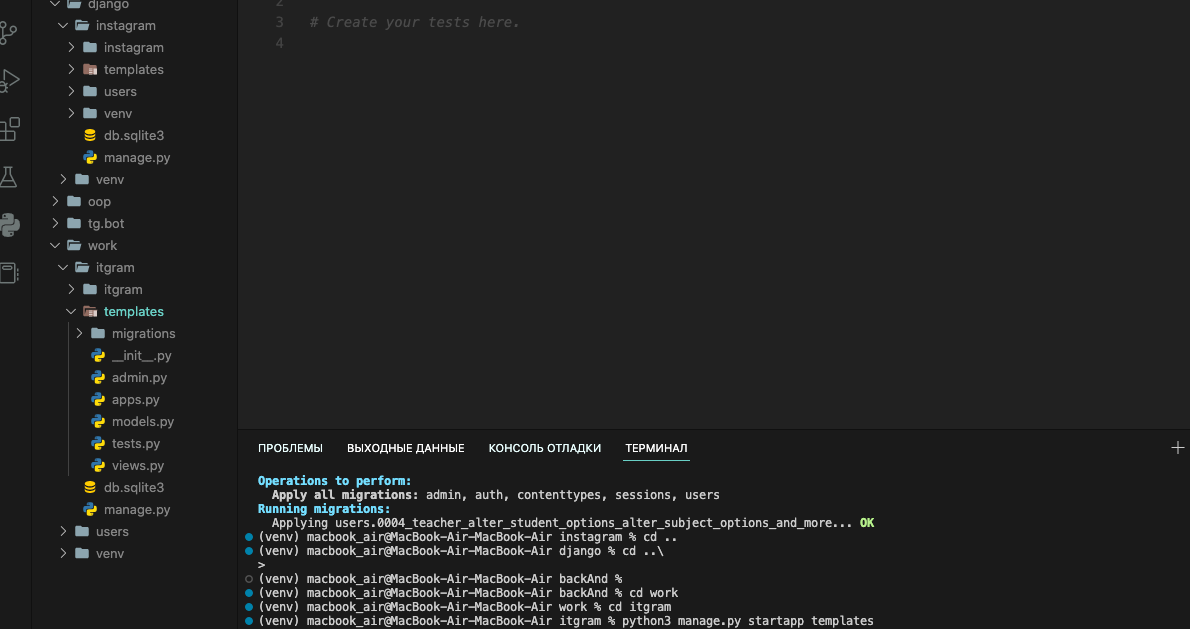 django
instagram
instagram
templates
users
venv
db.sqlite3
manage.py
venv
oop
tg.bot
work
itgram
itgram
templates
migrations
__init__.py
admin.py
apps.py
models.py
tests.py
views.py
db.sqlite3
manage.py
users
venv
2
3 # Create your tests here.
4
ПРОБЛЕМЫ ВЫХОДНЫЕ ДАННЫЕ КОНСОЛЬ ОТЛАДКИ ТЕРМИНАЛ
Operations to perform:
Apply all migrations: admin, auth, contenttypes, sessions, users
Running migrations:
Applying users.0004_teacher_alter_student_options_alter_subject_options_and_more... OK
(venv) macbook_air@MacBook-Air-MacBook-Air instagram % cd ..
(venv) macbook_air@MacBook-Air-MacBook-Air django % cd ..\
>
(venv) macbook_air@MacBook-Air-MacBook-Air backAnd %
(venv) macbook_air@MacBook-Air-MacBook-Air backAnd % cd work
(venv) macbook_air@MacBook-Air-MacBook-Air work % cd itgram
(venv) macbook_air@MacBook-Air-MacBook-Air itgram % python3 manage.py startapp templates